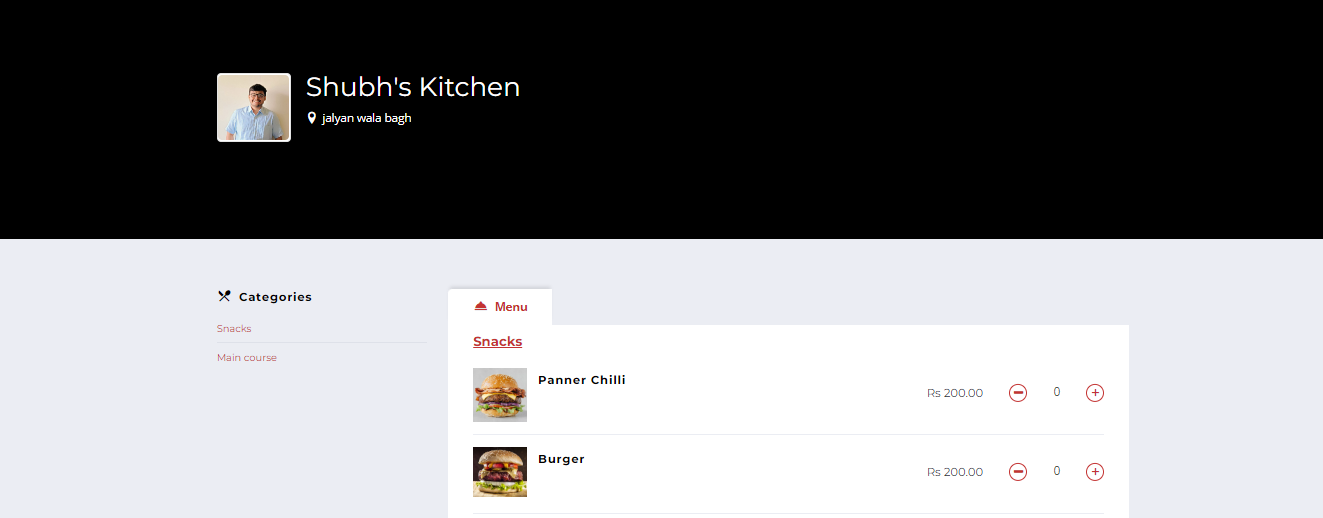 Shubh's Kitchen
jalyan wala bagh
Categories
Snacks
Main course
Menu
Snacks
Panner Chilli
Rs 200.00
0
Burger
Rs 200.00
0